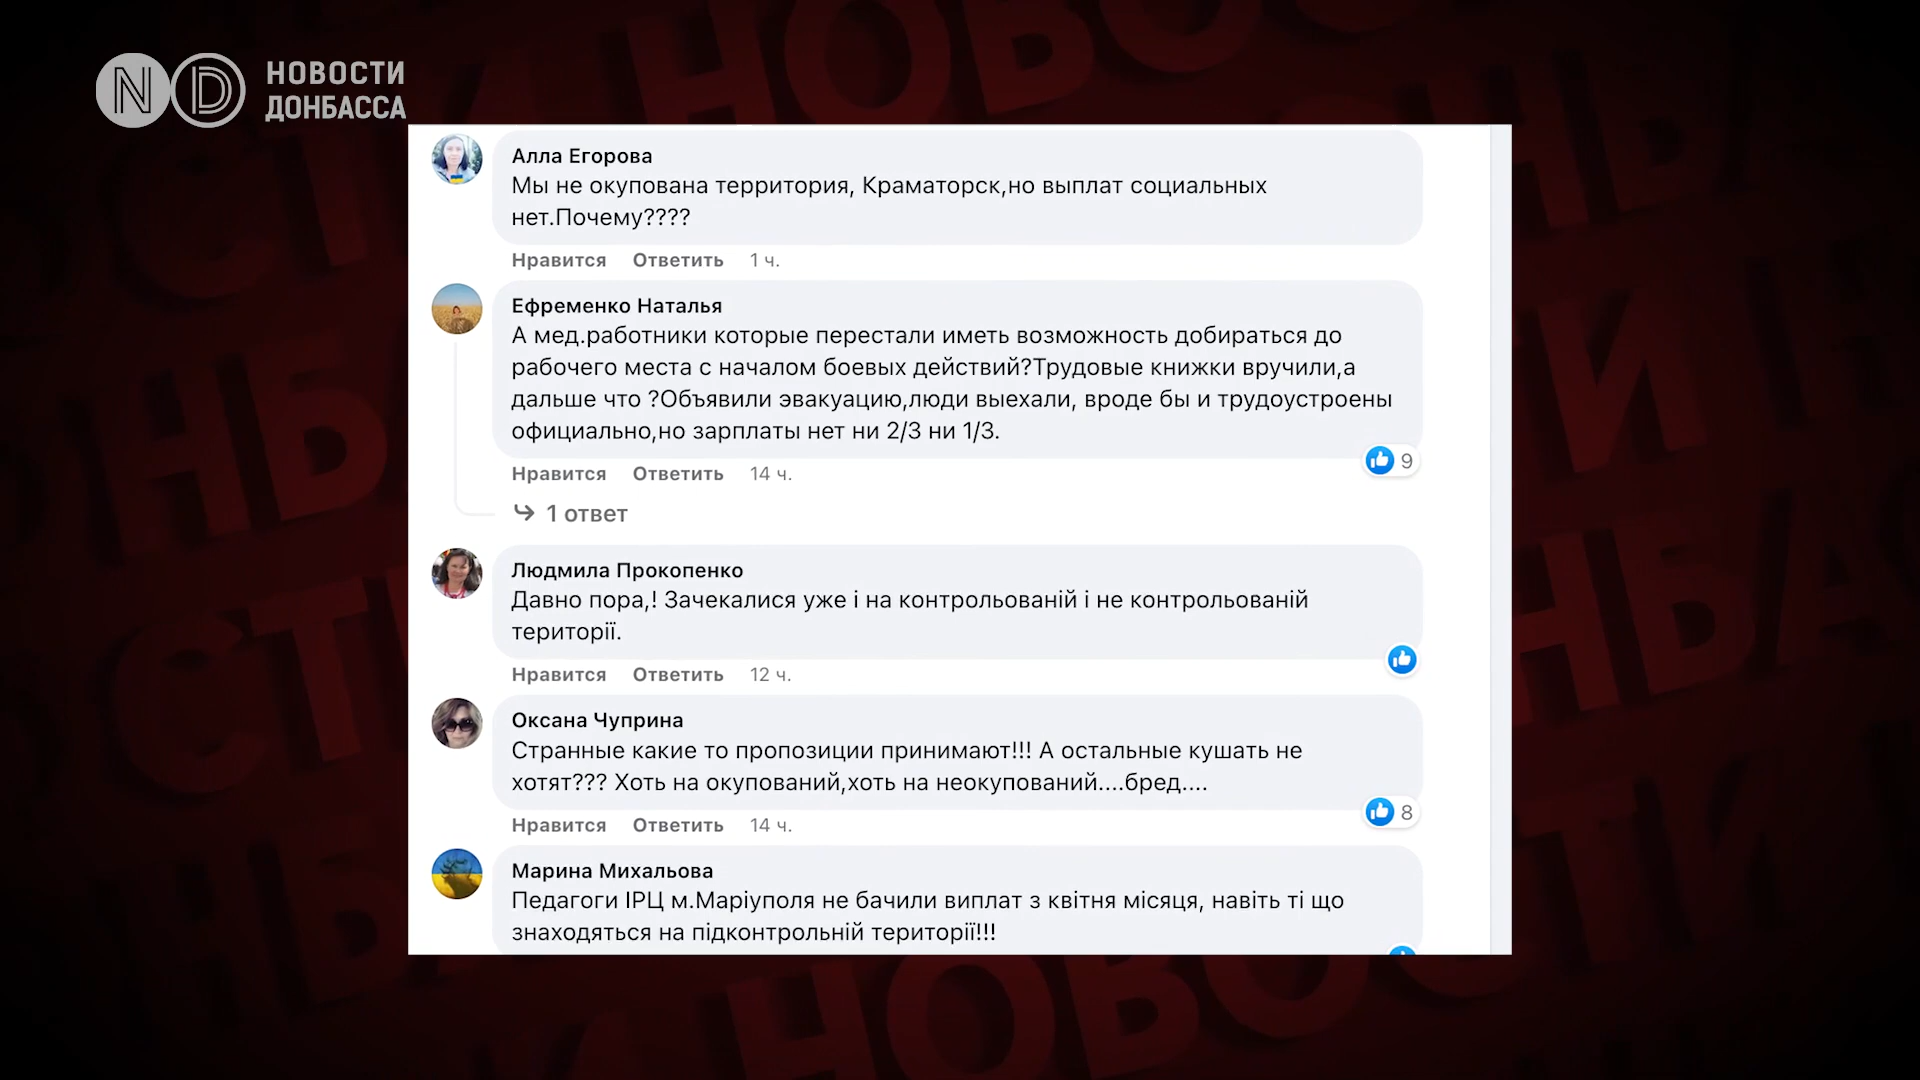 НОВОСТИ
ДОНБАССА
Алла Егорова
Мы не окупована территория, Краматорск,но выплат социальных
нет.Почему????
Нравится Ответить 1 ч.
Ефременко Наталья
А мед.работники которые перестали иметь возможность добираться до
рабочего места с началом боевых действий?Трудовые книжки вручили,а
дальше что ?Объявили эвакуацию,люди выехали, вроде бы и трудоустроены
официально,но зарплаты нет ни 2/3 ни 1/3.
9
Нравится Ответить 14 ч.
1 ответ
Людмила Прокопенко
Давно пора,! Зачекалися уже і на контрольованій і не контрольованій
території.
Нравится Ответить 12 ч.
Оксана Чуприна
Странные какие то пропозиции принимают!!! А остальные кушать не
хотят??? Хоть на окупований,хоть на неокупований....бред....
8
Нравится Ответить 14 ч.
Марина Михальова
Педагоги ІРЦ м.Маріуполя не бачили виплат з квітня місяця, навіть ті що
знаходяться на підконтрольній території!!!